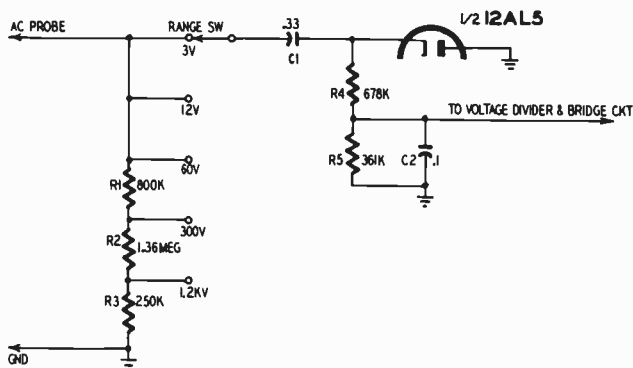 AC PROBE
RANGE SW
3V
.33
C1
1/2 12AL5
R4 678K
12V
TO VOLTAGE DIVIDER & BRIDGE CKT
R5 361K
C2 .1
60V
R1 800K
300V
R2 1.36MEG
1.2KV
R3 250K
GND